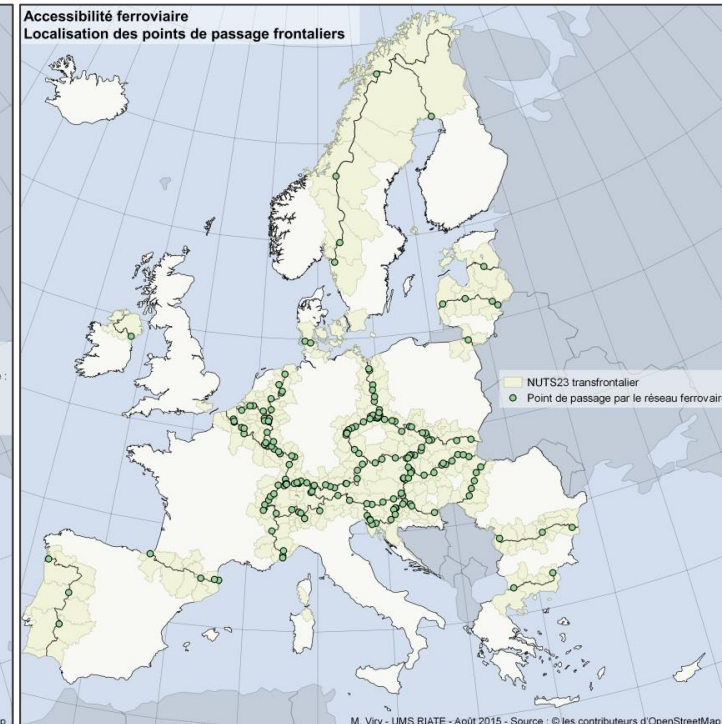 Accessibilité ferroviaire
Localisation des points de passage frontaliers
NUTS23 transfrontalier
Point de passage par le réseau ferrovaire
M. Viry - UMS RIATE - Août 2015 - Source : © les contributeurs d'OpenStreetMap